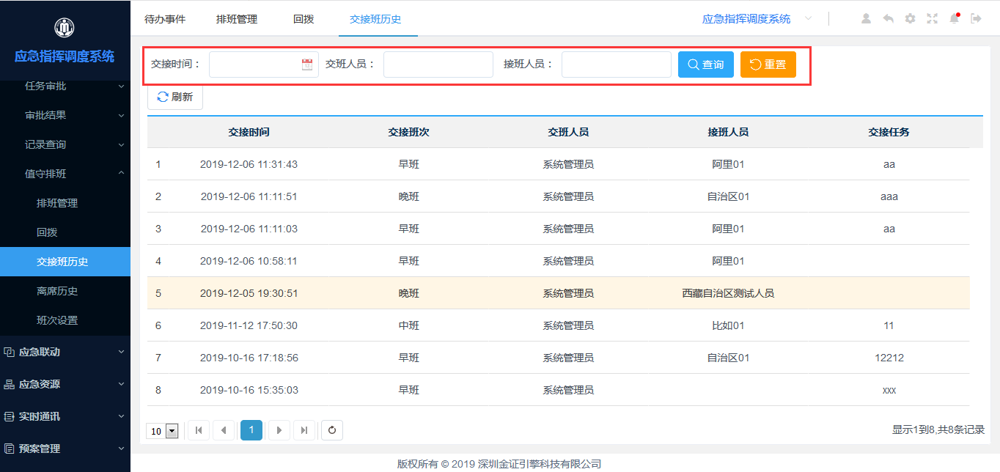 应急指挥调度系统
任务审批
审批结果
记录查询
值守排班
排班管理
回拨
交接班历史
离席历史
班次设置
应急联动
应急资源
实时通讯
预案管理
待办事件 排班管理 回拨 交接班历史 应急指挥调度系统
交接时间： 交班人员： 接班人员： 查询 重置
刷新
交接时间 交接班次 交班人员 接班人员 交接任务
1 2019-12-06 11:31:43 早班 系统管理员 阿里01 aa
2 2019-12-06 11:11:51 晚班 系统管理员 自治区01 aaa
3 2019-12-06 11:11:03 早班 系统管理员 阿里01 aa
4 2019-12-06 10:58:11 早班 系统管理员 阿里01
5 2019-12-05 19:30:51 晚班 系统管理员 西藏自治区测试人员
6 2019-11-12 17:50:30 中班 系统管理员 比如01 11
7 2019-10-16 17:18:56 早班 系统管理员 自治区01 12212
8 2019-10-16 15:35:03 早班 系统管理员 xxx
10 1 显示1到8,共8条记录
版权所有 © 2019 深圳金证引擎科技有限公司